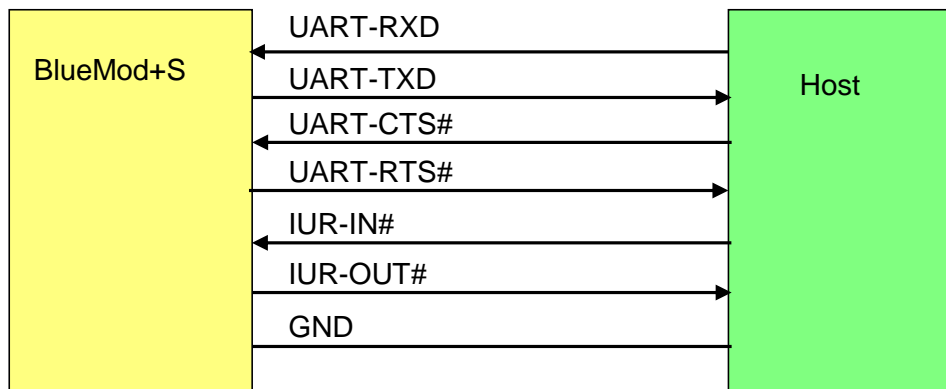 UART-RXD
BlueMod+S
UART-TXD
Host
UART-CTS#
UART-RTS#
IUR-IN#
IUR-OUT#
GND